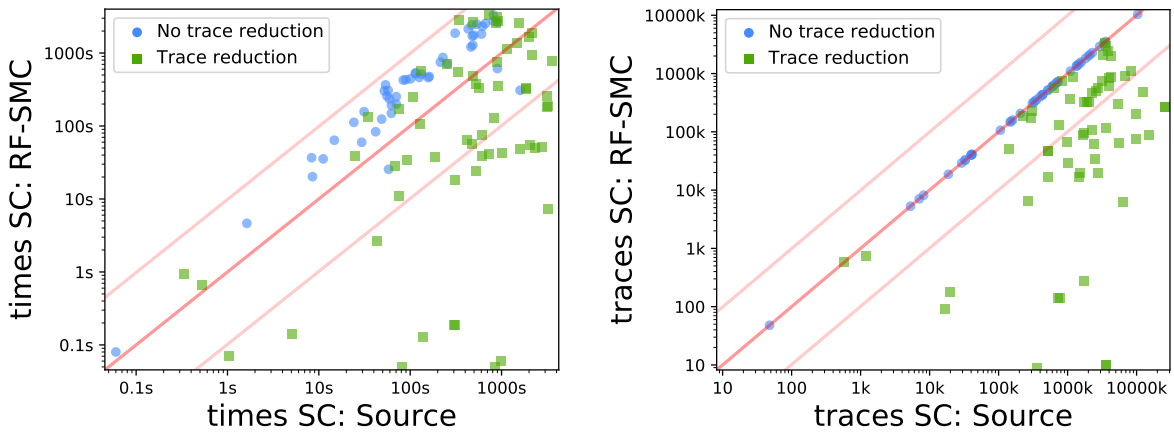 times SC: RF-SMC
1000s
100s
10s
1s
0.1s
No trace reduction
Trace reduction
0.1s 1s 10s 100s 1000s
times SC: Source
traces SC: RF-SMC
10000k
1000k
100k
10k
1k
100
10
No trace reduction
Trace reduction
10 100 1k 10k 100k 1000k 10000k
traces SC: Source